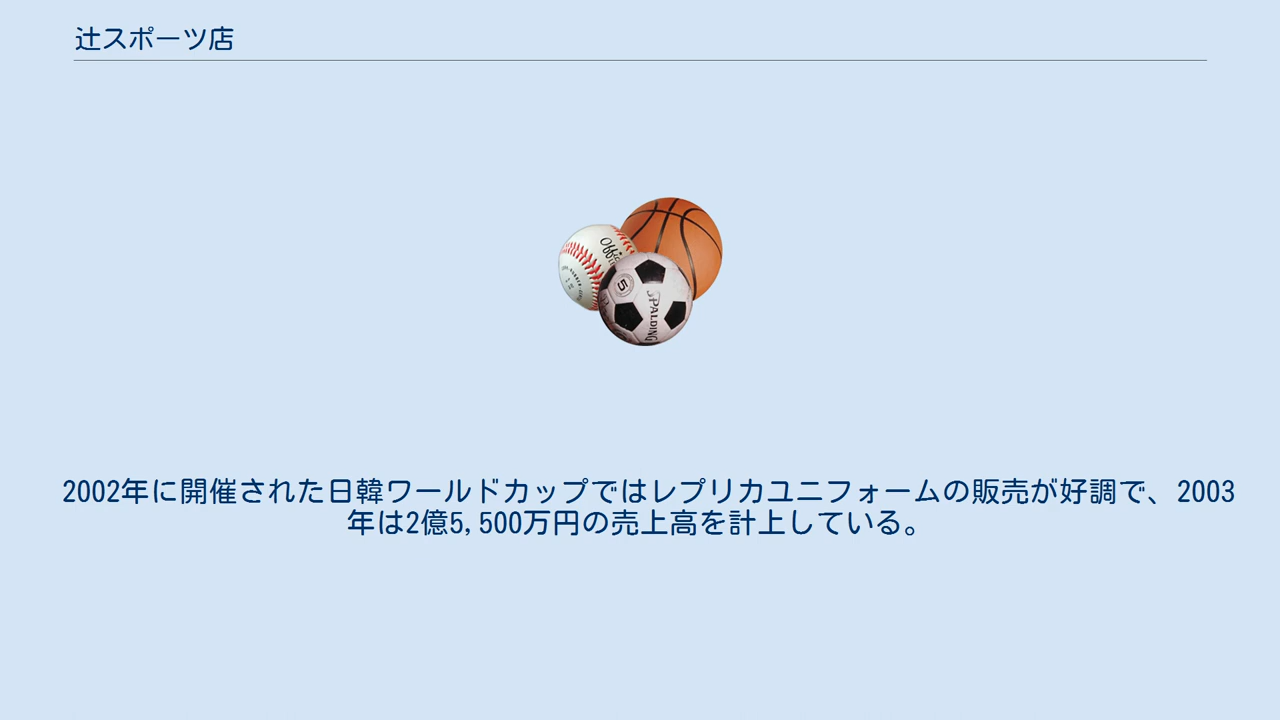 辻スポーツ店
Offi
5
SPALDING
2002年に開催された日韓ワールドカップではレプリカユニフォームの販売が好調で、2003
年は2億5,500万円の売上高を計上している。